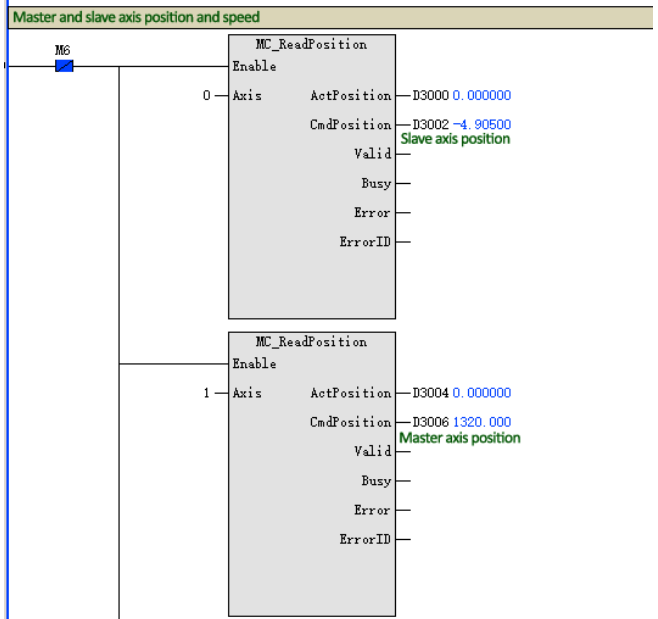 Master and slave axis position and speed
M6
MC_ReadPosition
Enable
0 Axis ActPosition D3000 0.000000
CmdPosition D3002 -4.90500
Slave axis position
Valid
Busy
Error
ErrorID
MC_ReadPosition
Enable
1 Axis ActPosition D3004 0.000000
CmdPosition D3006 1320.000
Master axis position
Valid
Busy
Error
ErrorID